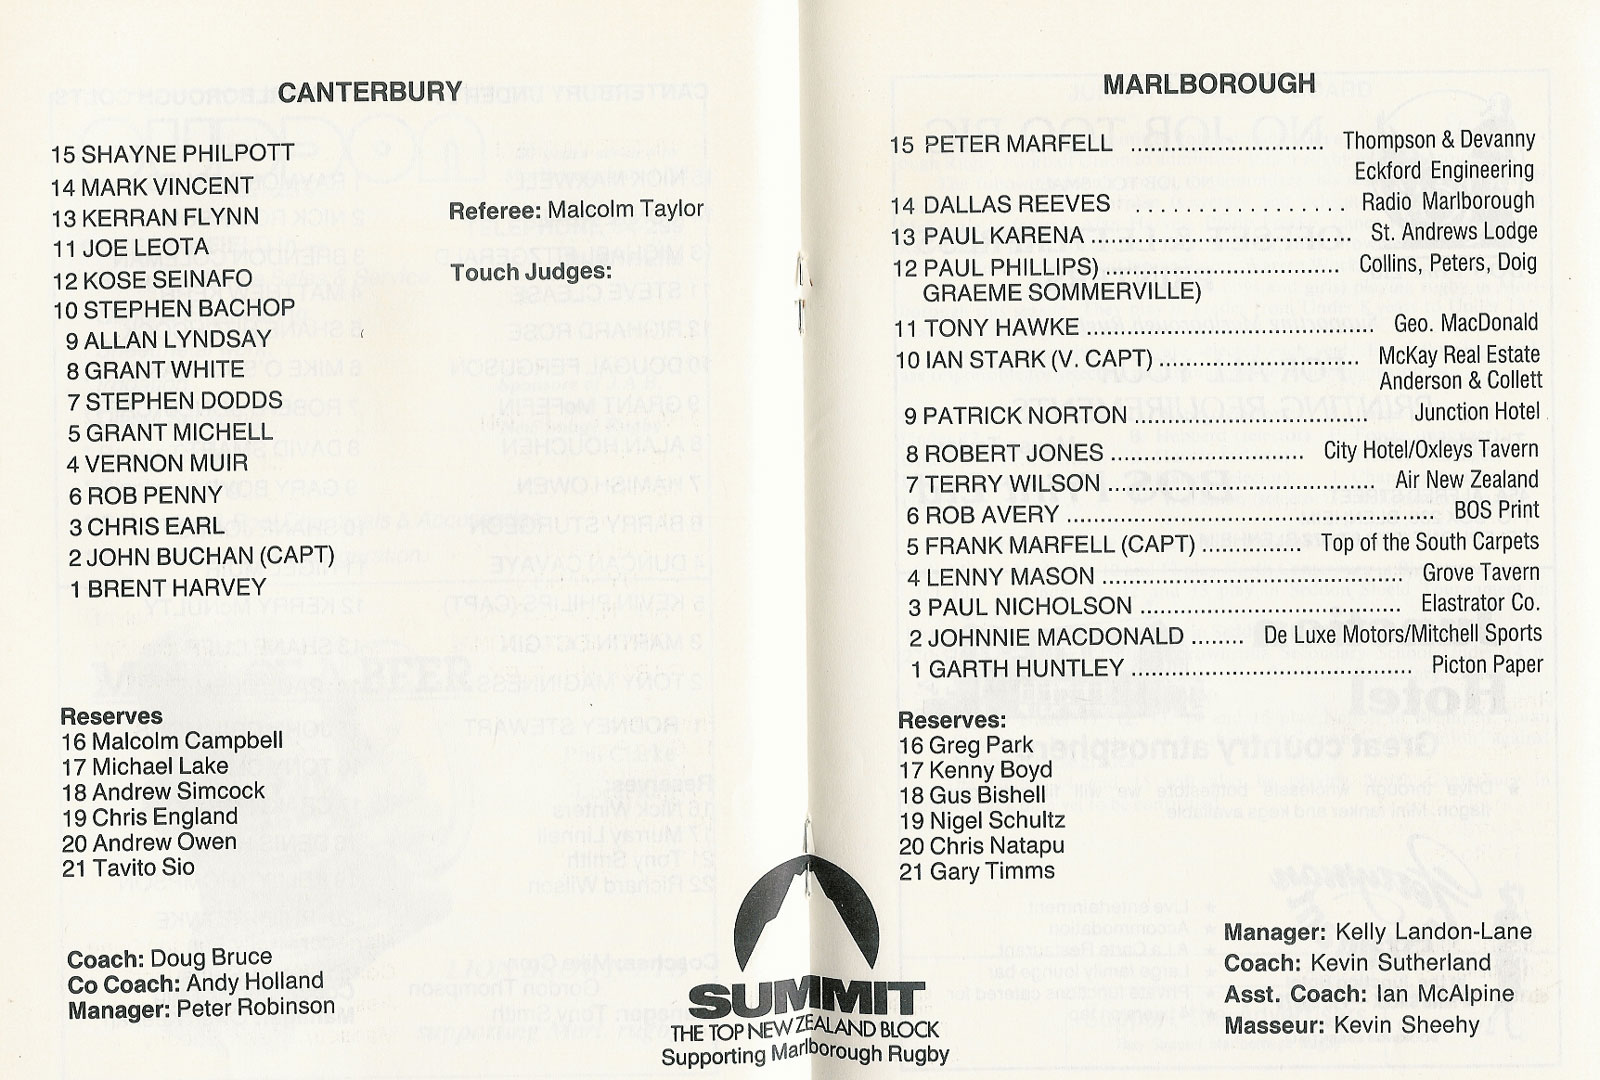 CANTERBURY
15 SHAYNE PHILPOTT
14 MARK VINCENT
13 KERRAN FLYNN
11 JOE LEOTA
12 KOSE SEINAFO
10 STEPHEN BACHOP
9 ALLAN LYNDSAY
8 GRANT WHITE
7 STEPHEN DODDS
5 GRANT MICHELL
4 VERNON MUIR
6 ROB PENNY
3 CHRIS EARL
2 JOHN BUCHAN (CAPT)
1 BRENT HARVEY
Referee: Malcolm Taylor
Touch Judges:
Reserves
16 Malcolm Campbell
17 Michael Lake
18 Andrew Simcock
19 Chris England
20 Andrew Owen
21 Tavito Sio
Coach: Doug Bruce
Co Coach: Andy Holland
Manager: Peter Robinson
MARLBOROUGH
15 PETER MARFELL ........................... Thompson & Devanny
Eckford Engineering
14 DALLAS REEVES . . . . . . . . . . . . . . . . . Radio Marlborough
13 PAUL KARENA ..................................... St. Andrews Lodge
12 PAUL PHILLIPS) .................................. Collins, Peters, Doig
GRAEME SOMMERVILLE)
11 TONY HAWKE ......................................... Geo. MacDonald
10 IAN STARK (V. CAPT) ............................. McKay Real Estate
Anderson & Collett
9 PATRICK NORTON ................................. Junction Hotel
8 ROBERT JONES ........................... City Hotel/Oxleys Tavern
7 TERRY WILSON ......................................... Air New Zealand
6 ROB AVERY .................................................... BOS Print
5 FRANK MARFELL (CAPT) .............. Top of the South Carpets
4 LENNY MASON .......................................... Grove Tavern
3 PAUL NICHOLSON ..................................... Elastrator Co.
2 JOHNNIE MACDONALD ........ De Luxe Motors/Mitchell Sports
1 GARTH HUNTLEY ........................................ Picton Paper
Reserves:
16 Greg Park
17 Kenny Boyd
18 Gus Bishell
19 Nigel Schultz
20 Chris Natapu
21 Gary Timms
Manager: Kelly Landon-Lane
Coach: Kevin Sutherland
Asst. Coach: Ian McAlpine
Masseur: Kevin Sheehy
SUMMIT
THE TOP NEW ZEALAND BLOCK
Supporting Marlborough Rugby